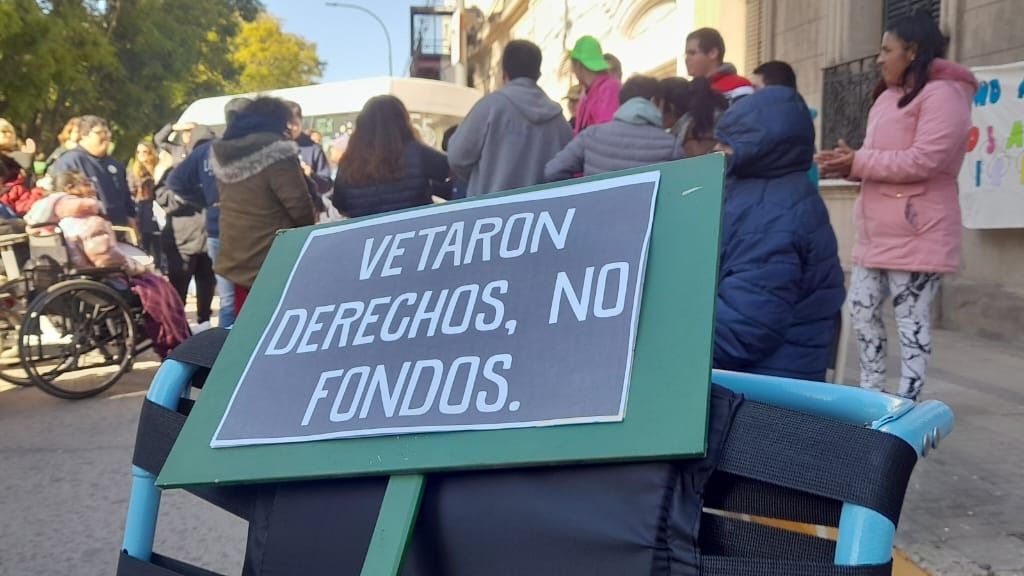 VETARON
DERECHOS, NO
FONDOS.